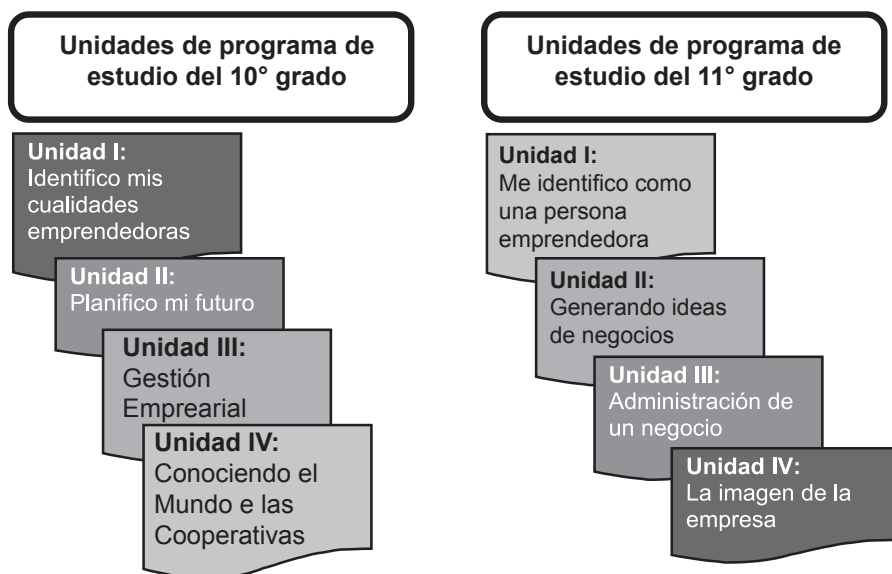 Unidades de programa de
estudio del 10° grado
Unidad I:
Identifico mis
cualidades
emprendedoras
Unidad II:
Planifico mi futuro
Unidad III:
Gestión
Emprearial
Unidad IV:
Conociendo el
Mundo e las
Cooperativas
Unidades de programa de
estudio del 11° grado
Unidad I:
Me identifico como
una persona
emprendedora
Unidad II:
Generando ideas
de negocios
Unidad III:
Administración de
un negocio
Unidad IV:
La imagen de la
empresa